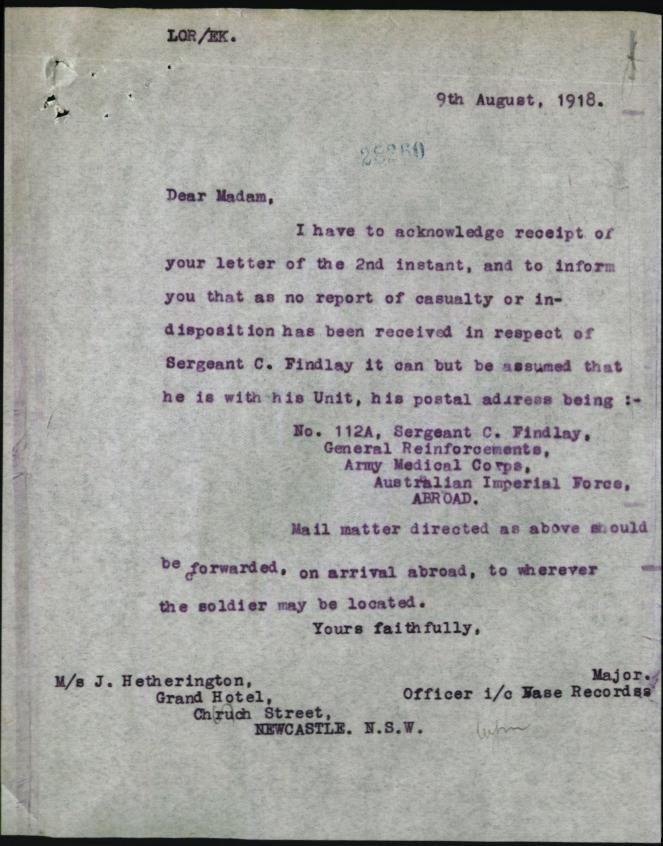 LOR/EK.
9th August, 1918.
28260
Dear Madam,
I have to acknowledge receipt of
your letter of the 2nd instant, and to inform
you that as no report of casualty or in-
disposition has been received in respect of
Sergeant C. Findlay it can but be assumed that
he is with his Unit, his postal address being :-
No. 112A, Sergeant C. Findlay,
General Reinforcements,
Army Medical Corps,
Australian Imperial Force,
ABROAD.
Mail matter directed as above should
be forwarded, on arrival abroad, to wherever
the soldier may be located.
Yours faithfully,
M/s J. Hetherington,
Grand Hotel,
Chruch Street,
NEWCASTLE. N.S.W.
Major.
Officer i/c Base Recordss